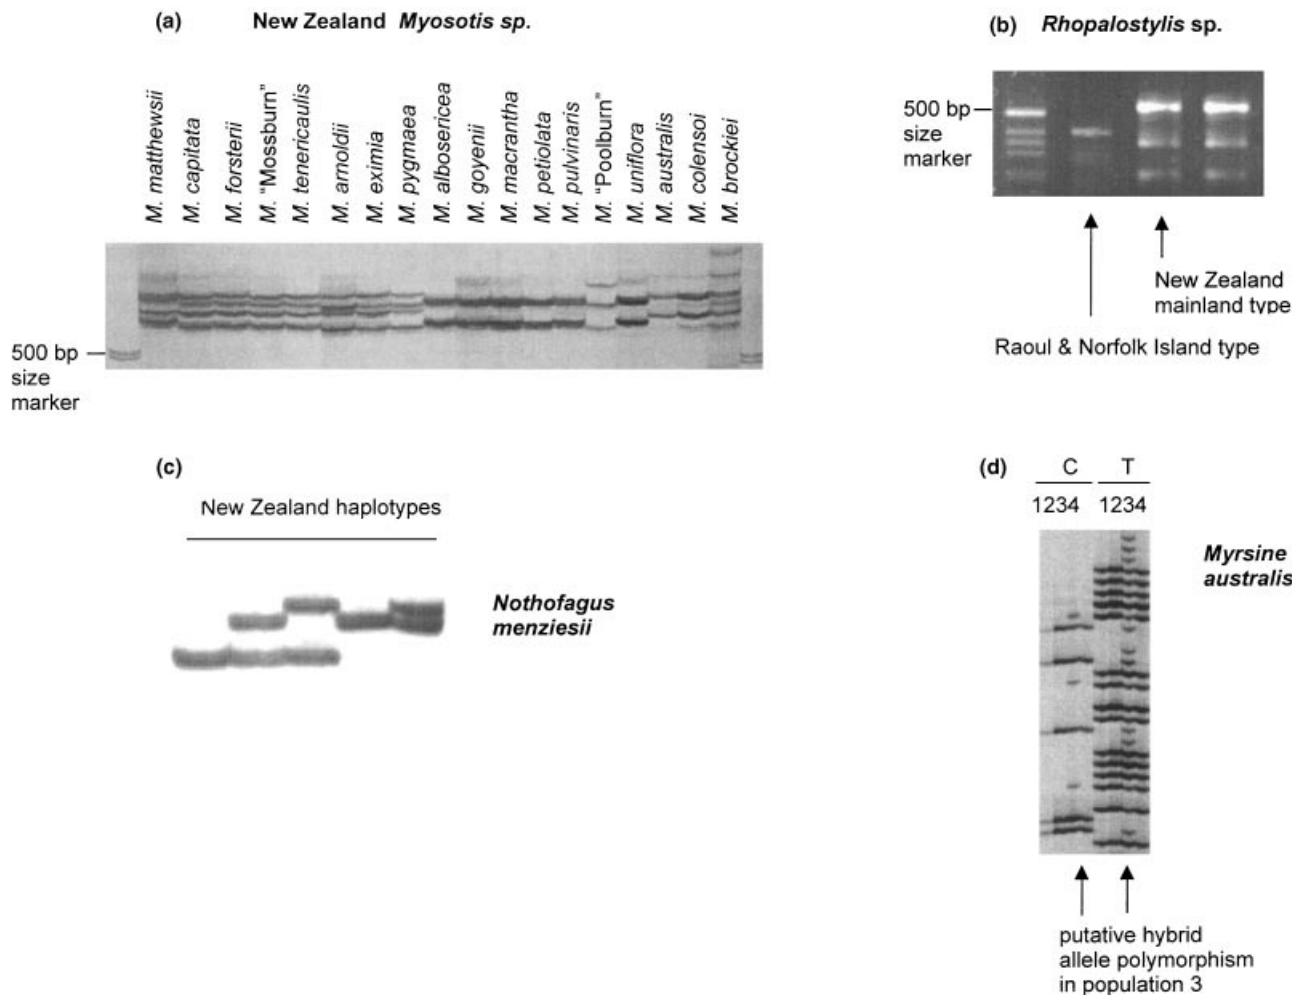 (a)
New Zealand Myosotis sp.
M. matthewsii
M. capitata
M. forsterii
M. "Mossburn"
M. tenericaulis
M. arnoldii
M. eximia
M. pygmaea
M. albosericea
M. goyenii
M. macrantha
M. petiolata
M. pulvinaris
M. "Poolburn"
M. uniflora
M. australis
M. colensoi
M. brockiei
500 bp
size
marker
(b)
Rhopalostylis sp.
500 bp
size
marker
New Zealand
mainland type
Raoul & Norfolk Island type
(c)
New Zealand haplotypes
Nothofagus
menziesii
(d)
C T
1234 1234
Myrsine
australis
putative hybrid
allele polymorphism
in population 3